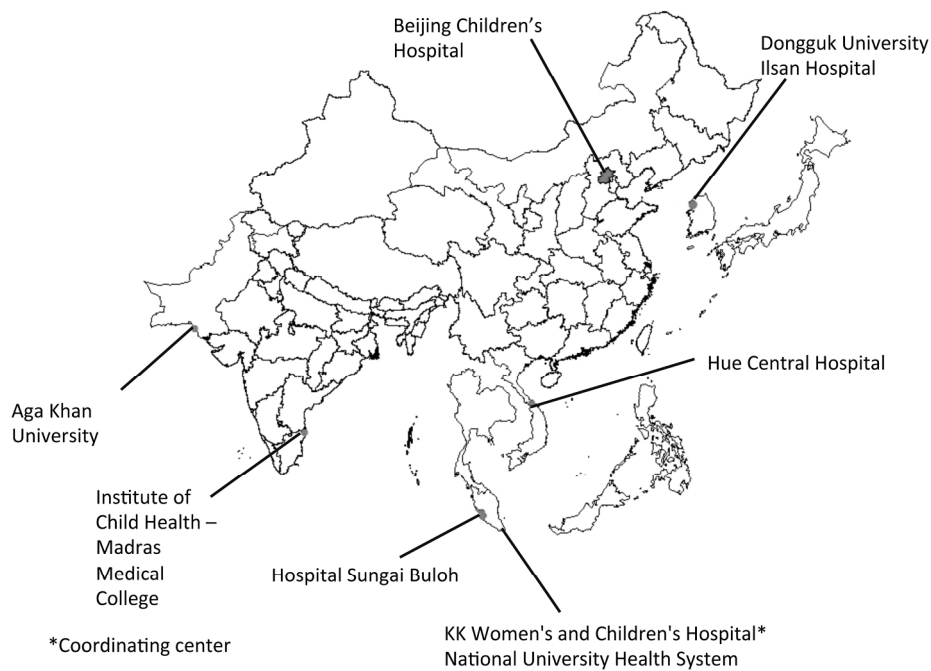 Beijing Children’s
Hospital
Dongguk University
Ilsan Hospital
Hue Central Hospital
Aga Khan
University
Institute of
Child Health –
Madras
Medical
College
Hospital Sungai Buloh
*Coordinating center
KK Women's and Children's Hospital*
National University Health System